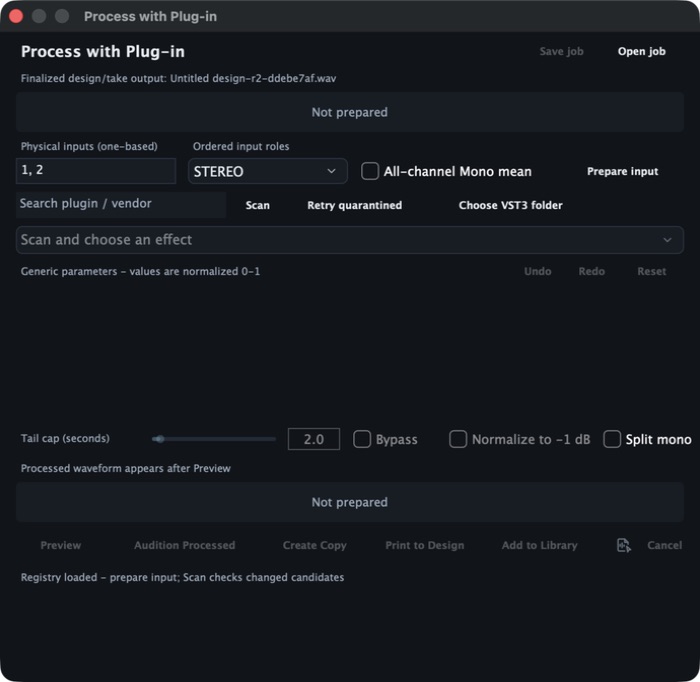 Process with Plug-in
Process with Plug-in Save job Open job
Finalized design/take output: Untitled design-r2-ddebe7af.wav
Not prepared
Physical inputs (one-based) Ordered input roles
1, 2 STEREO All-channel Mono mean Prepare input
Search plugin / vendor Scan Retry quarantined Choose VST3 folder
Scan and choose an effect
Generic parameters – values are normalized 0–1 Undo Redo Reset
Tail cap (seconds) 2.0 Bypass Normalize to −1 dB Split mono
Processed waveform appears after Preview
Not prepared
Preview Audition Processed Create Copy Print to Design Add to Library Cancel
Registry loaded – prepare input; Scan checks changed candidates